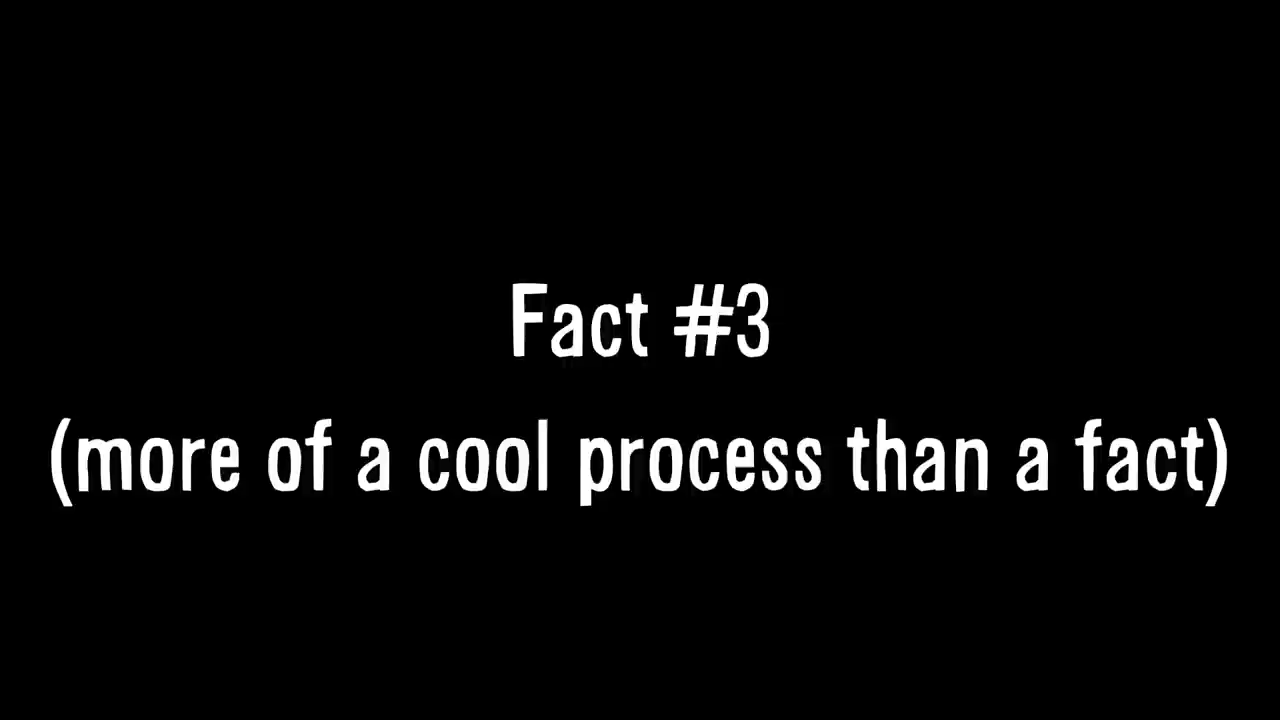 Fact #3
(more of a cool process than a fact)